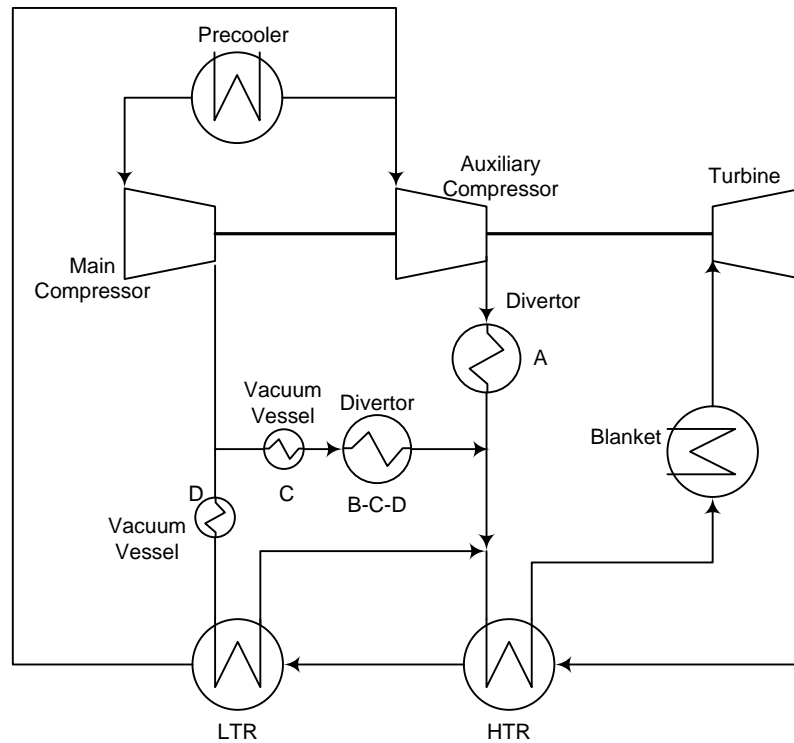 Precooler
Auxiliary
Compressor
Turbine
Main
Compressor
Divertor
A
Vacuum
Vessel
Divertor
Blanket
D
C
B-C-D
Vacuum
Vessel
LTR
HTR